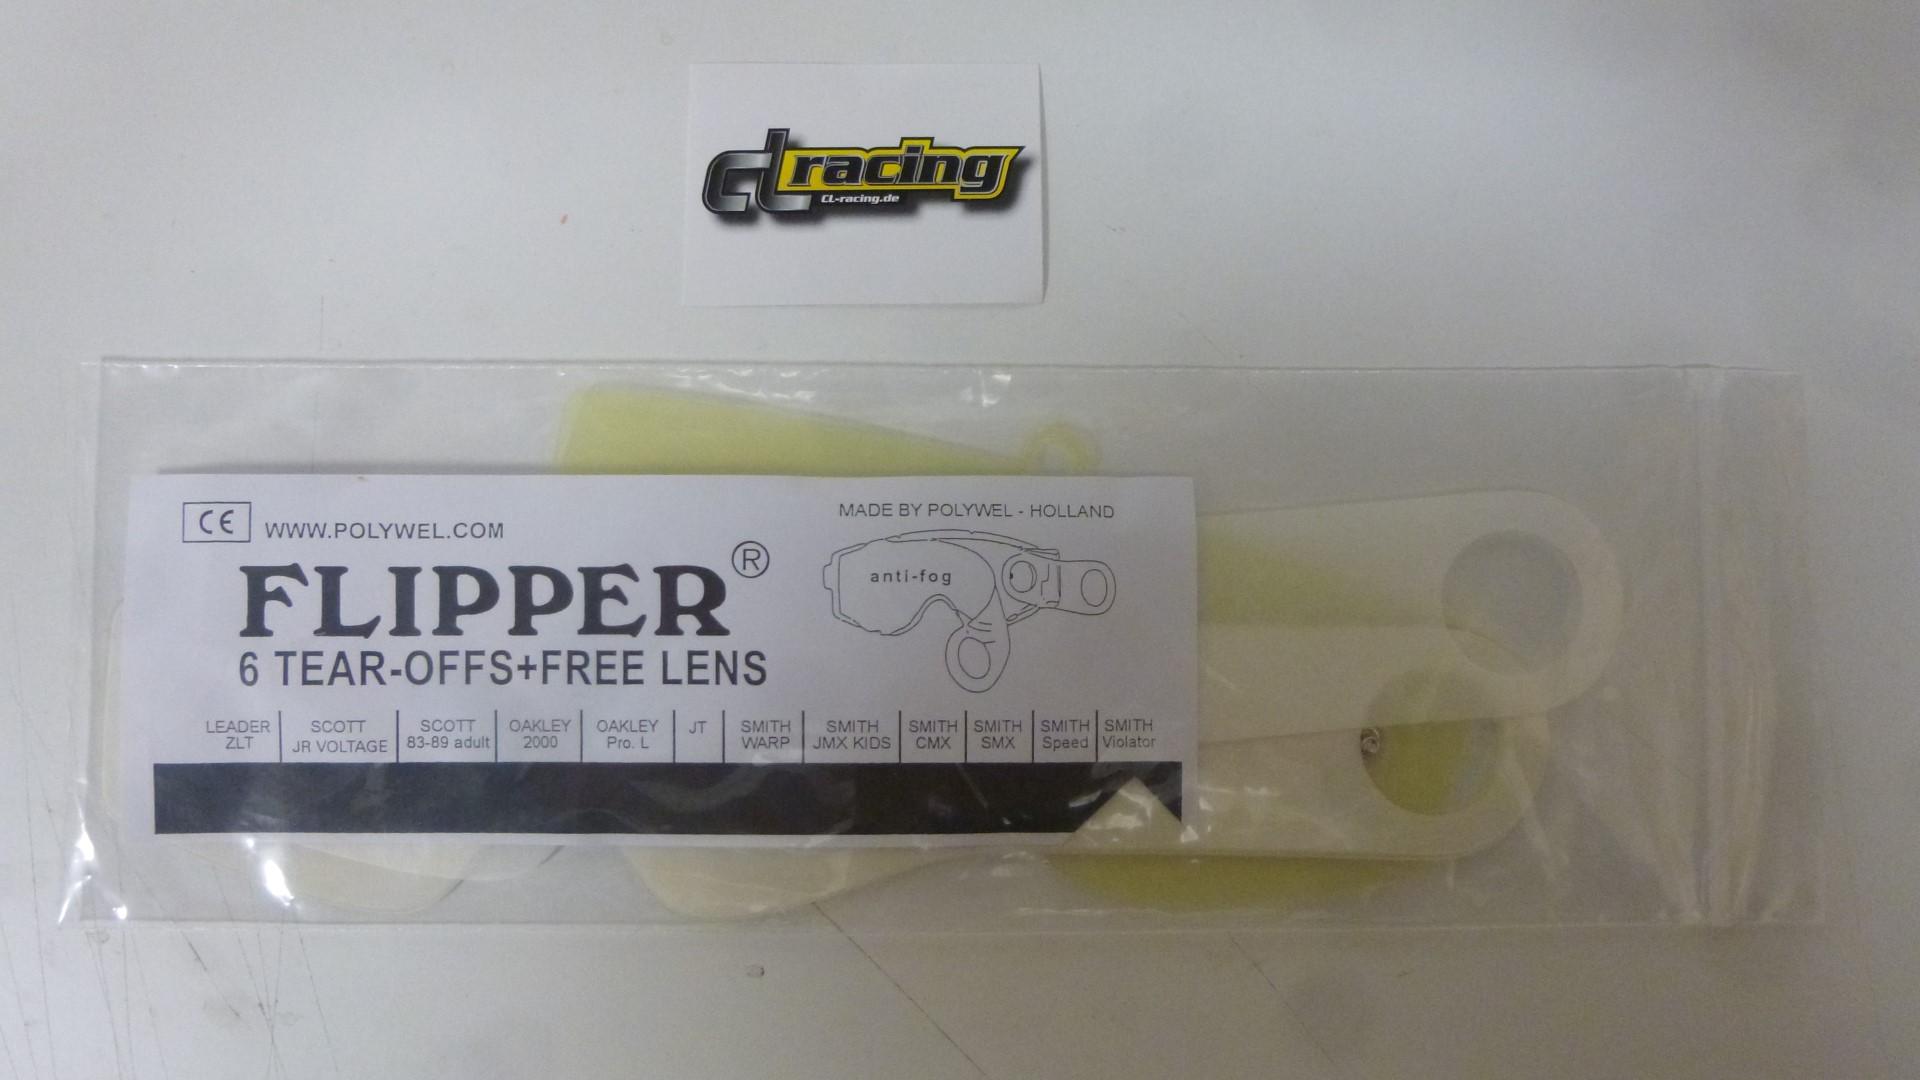 cl racing
CL-racing.de
CE WWW.POLYWEL.COM
MADE BY POLYWEL - HOLLAND
FLIPPER®
anti-fog
6 TEAR-OFFS+FREE LENS
LEADER ZLT
SCOTT JR VOLTAGE
SCOTT 83-89 adult
OAKLEY 2000
OAKLEY Pro. L
JT
SMITH WARP
SMITH JMX KIDS
SMITH CMX
SMITH SMX
SMITH Speed
SMITH Violator